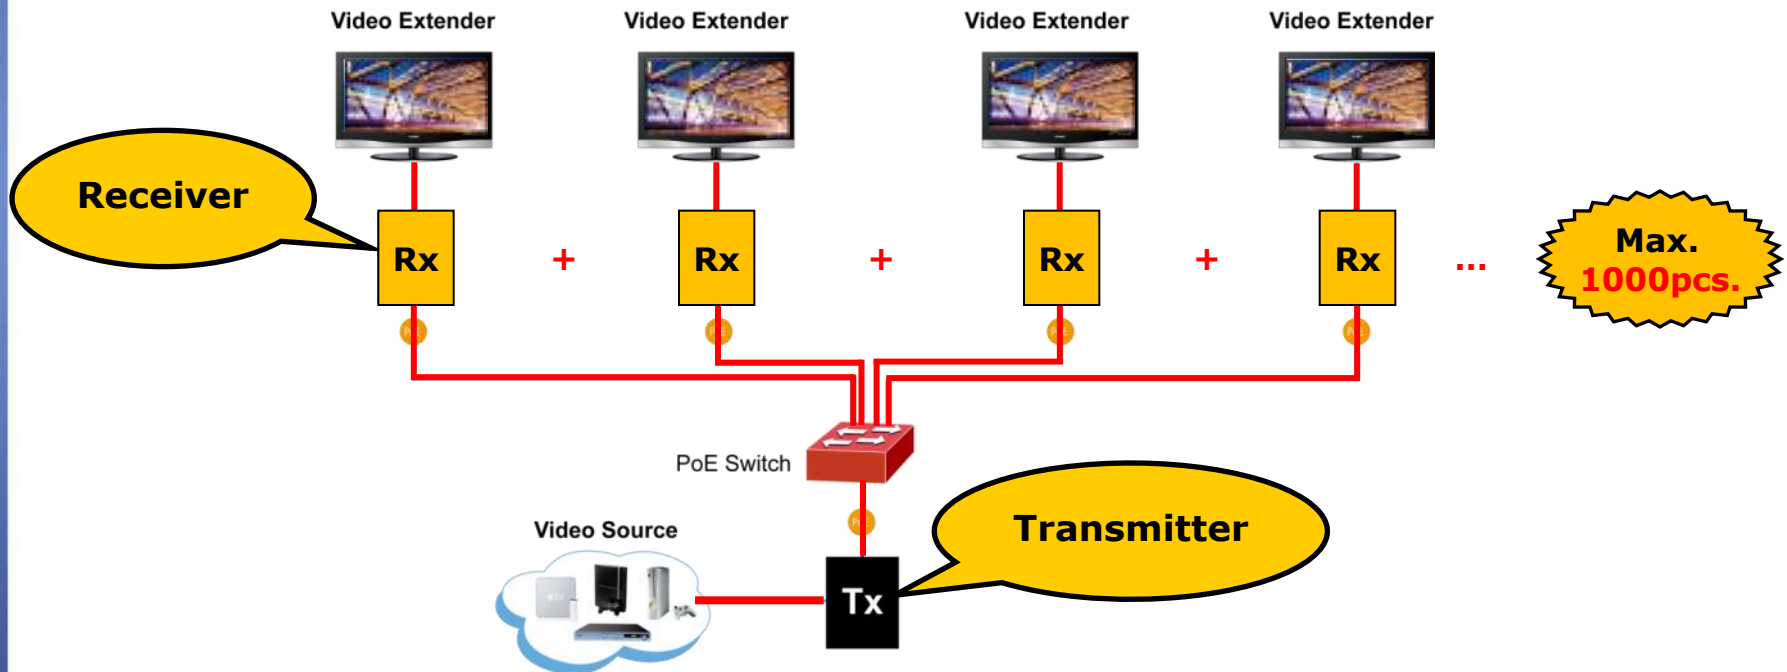 Video Extender
Video Extender
Video Extender
Video Extender
Receiver
Rx
+
Rx
+
Rx
+
Rx
...
Max.
1000pcs.
PoE Switch
Video Source
Transmitter
tv
Tx